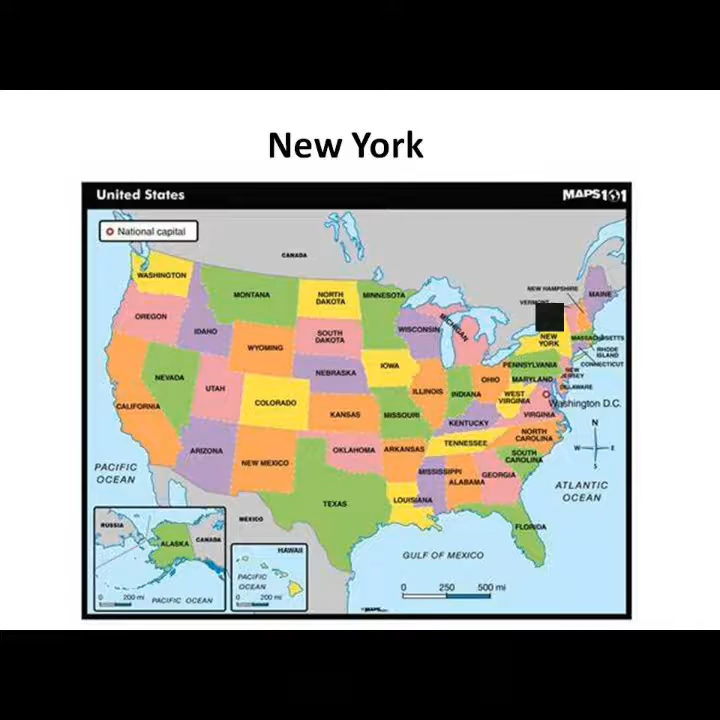 New York
United States
MAPS101
National capital
CANADA
WASHINGTON
MONTANA
NORTH
DAKOTA
MINNESOTA
NEW HAMPSHIRE
VERMONT
MAINE
OREGON
IDAHO
WYOMING
SOUTH
DAKOTA
WISCONSIN
MICHIGAN
NEW
YORK
MASSACHUSETTS
RHODE
ISLAND
CONNECTICUT
NEVADA
UTAH
COLORADO
NEBRASKA
IOWA
ILLINOIS
INDIANA
OHIO
PENNSYLVANIA
NEW
JERSEY
MARYLAND
DELAWARE
Washington D.C.
WEST
VIRGINIA
VIRGINIA
CALIFORNIA
KANSAS
MISSOURI
KENTUCKY
ARIZONA
NEW MEXICO
OKLAHOMA
ARKANSAS
TENNESSEE
NORTH
CAROLINA
SOUTH
CAROLINA
N
W
E
S
PACIFIC
OCEAN
TEXAS
LOUISIANA
MISSISSIPPI
ALABAMA
GEORGIA
FLORIDA
ATLANTIC
OCEAN
MEXICO
GULF OF MEXICO
RUSSIA
ALASKA
CANADA
PACIFIC OCEAN
0 200 mi
HAWAII
PACIFIC
OCEAN
0 200 mi
0 250 500 mi